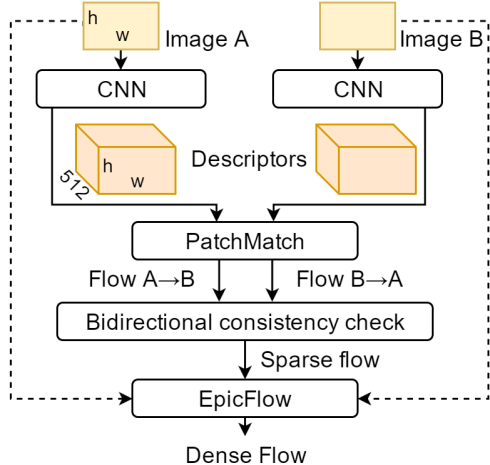 h
w
Image A
Image B
CNN
CNN
Descriptors
h
w
512
PatchMatch
Flow A→B
Flow B→A
Bidirectional consistency check
Sparse flow
EpicFlow
Dense Flow